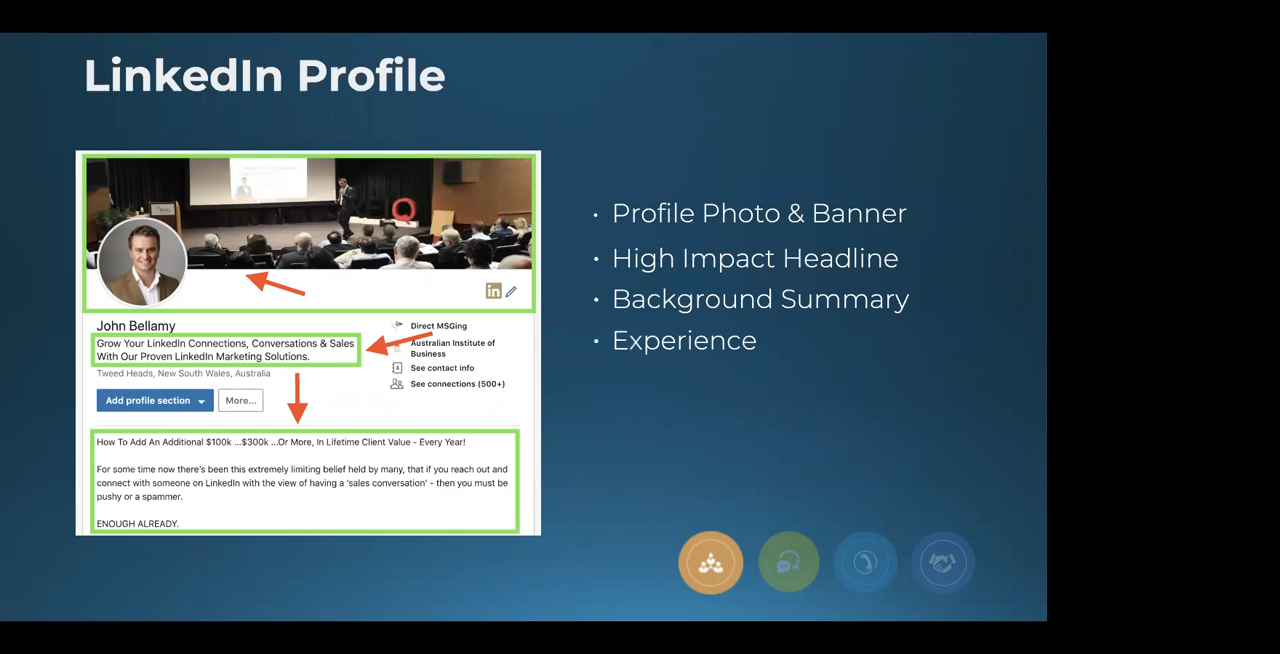 LinkedIn Profile
in
John Bellamy
Grow Your LinkedIn Connections, Conversations & Sales
With Our Proven LinkedIn Marketing Solutions.
Tweed Heads, New South Wales, Australia
Add profile section
More...
Direct MSGing
Australian Institute of
Business
See contact info
See connections (500+)
How To Add An Additional $100k ...$300k ...Or More, In Lifetime Client Value - Every Year!
For some time now there's been this extremely limiting belief held by many, that if you reach out and
connect with someone on LinkedIn with the view of having a 'sales conversation' - then you must be
pushy or a spammer.
ENOUGH ALREADY.
• Profile Photo & Banner
• High Impact Headline
• Background Summary
• Experience